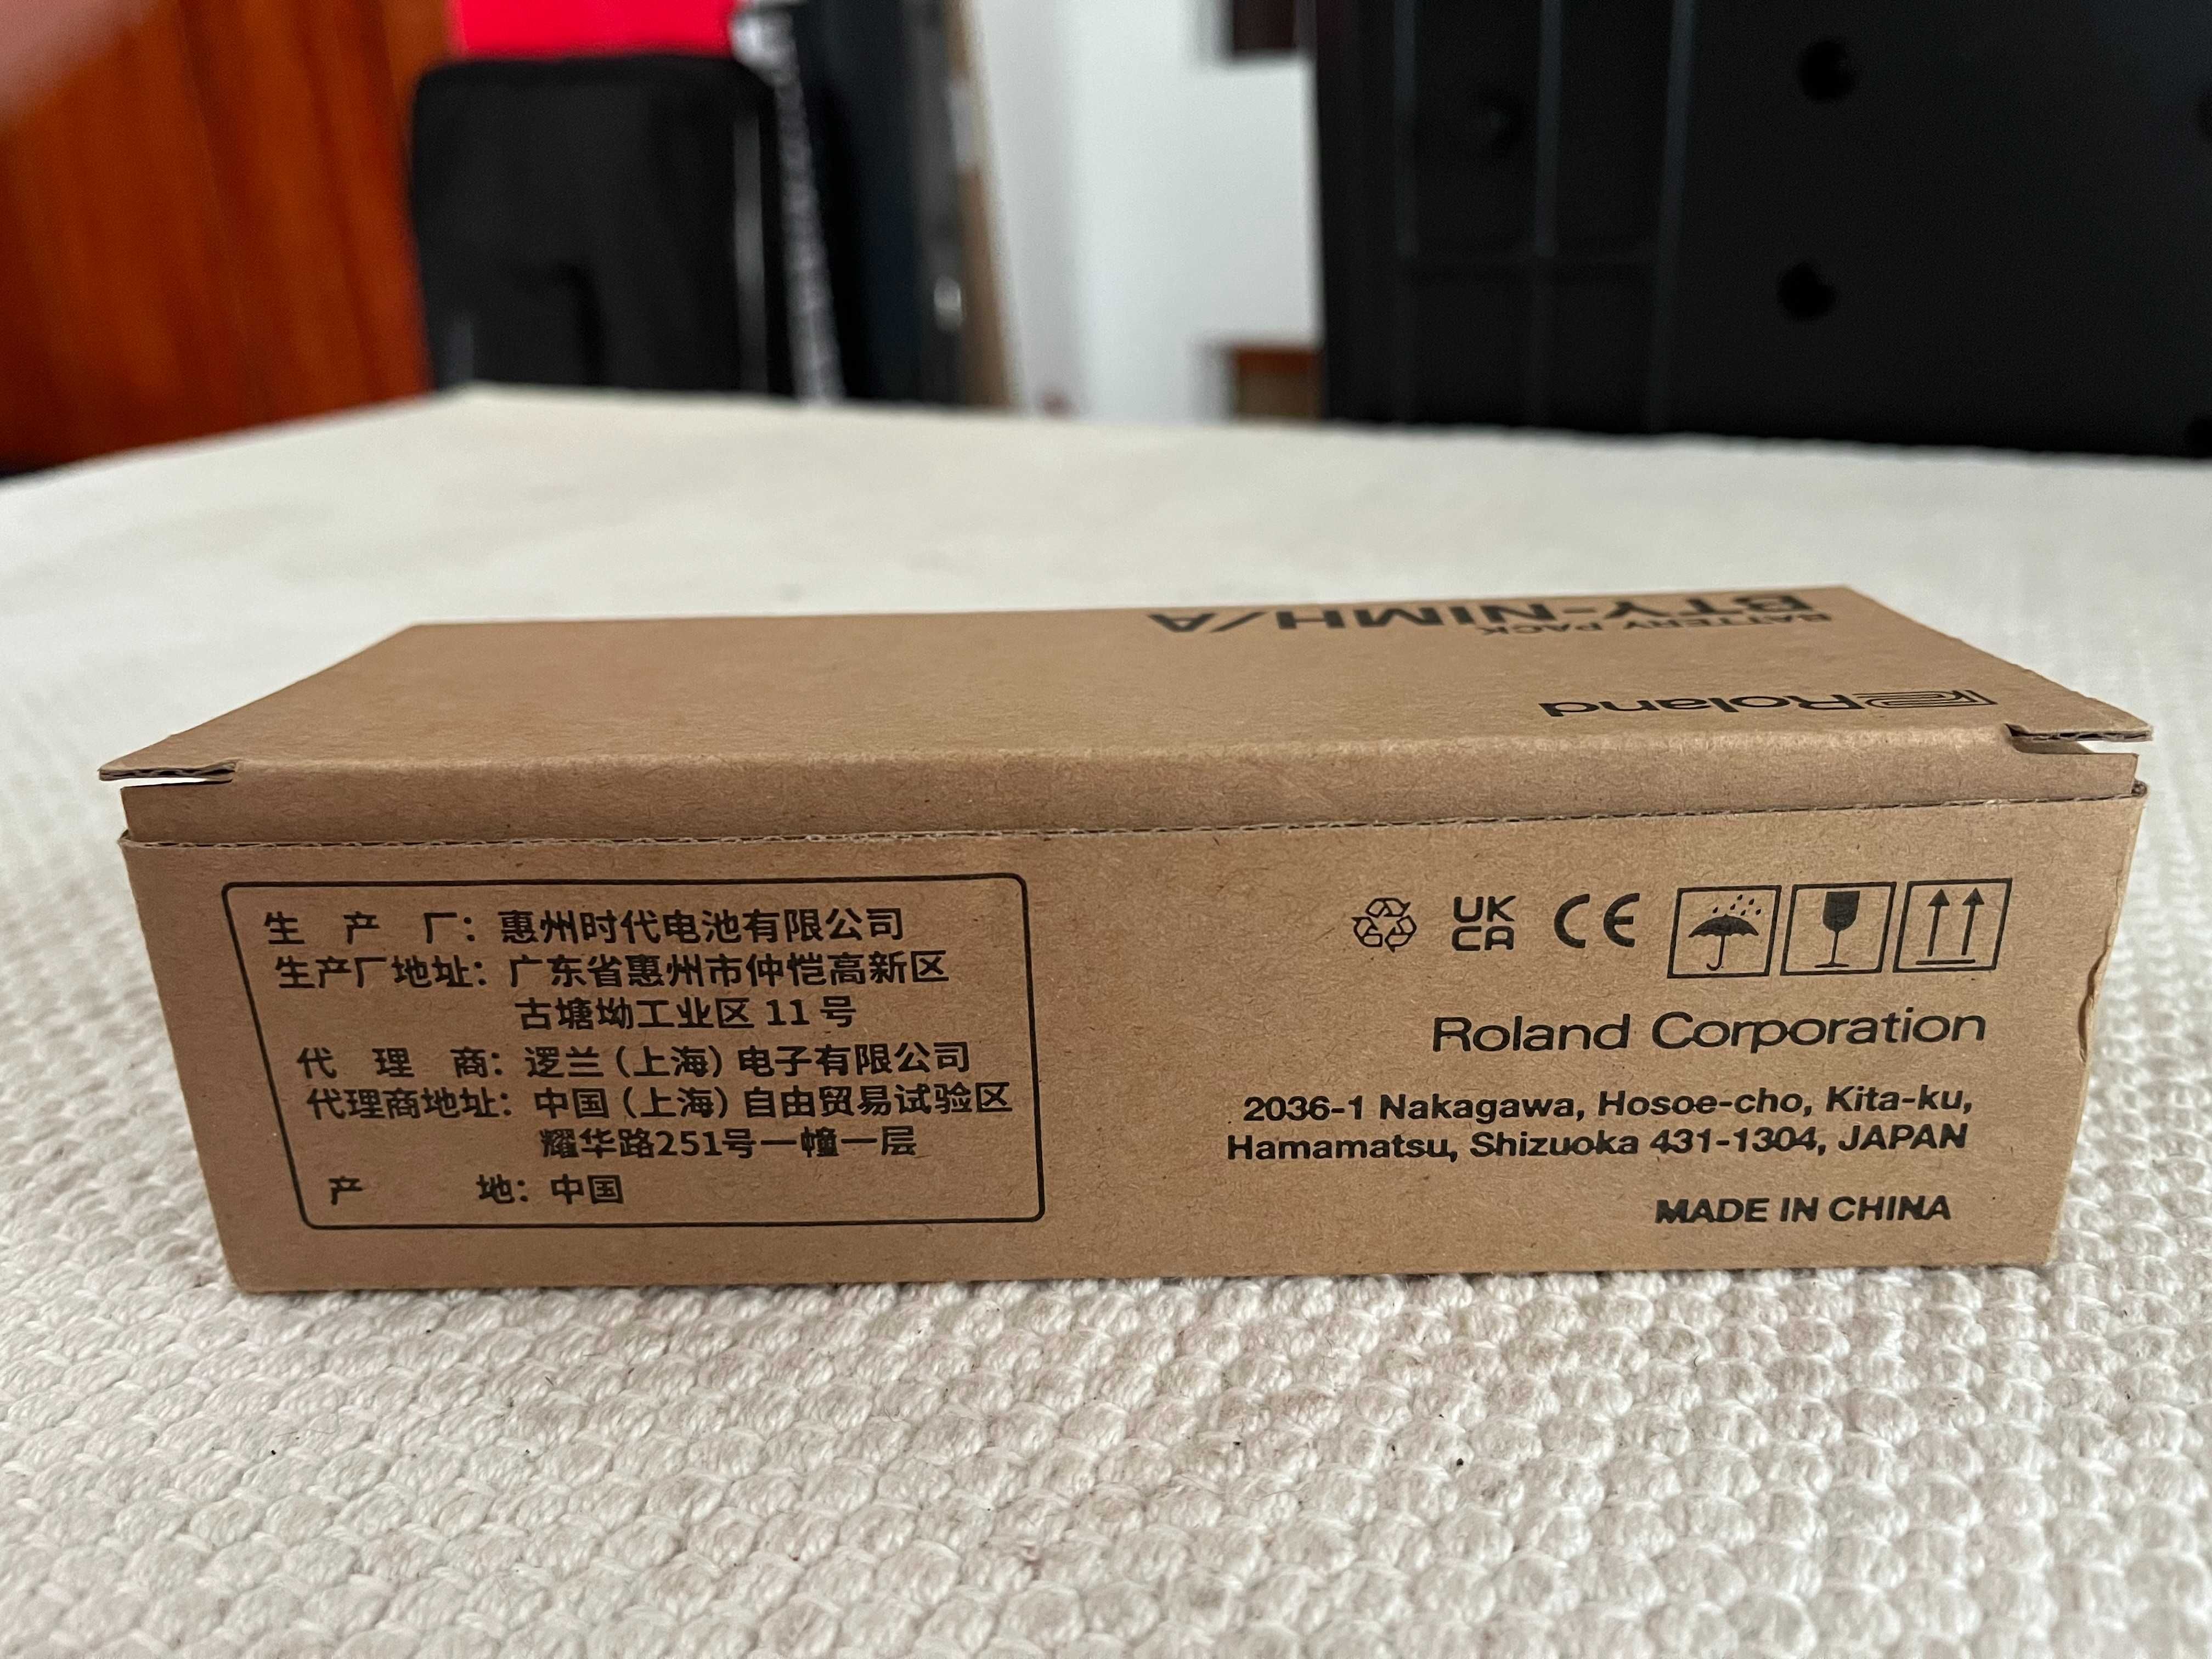 BATTERY PACK
BTY-NIMH/A
Roland
生 产 厂：惠州时代电池有限公司
生产厂地址：广东省惠州市仲恺高新区
古塘坳工业区 11 号
代 理 商：逻兰（上海）电子有限公司
代理商地址：中国（上海）自由贸易试验区
耀华路251号一幢一层
产 地：中国
UK
CA
CE
Roland Corporation
2036-1 Nakagawa, Hosoe-cho, Kita-ku,
Hamamatsu, Shizuoka 431-1304, JAPAN
MADE IN CHINA